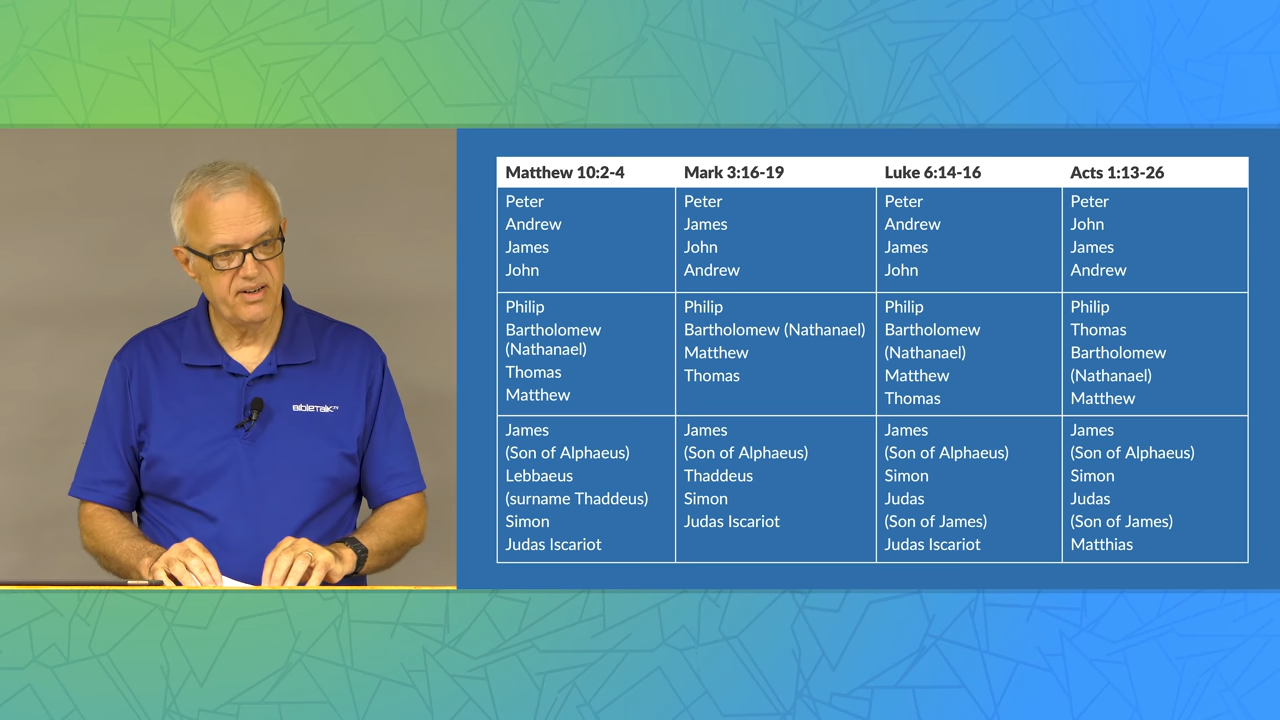 BibleTalk
TV
Matthew 10:2-4
Mark 3:16-19
Luke 6:14-16
Acts 1:13-26
Peter
Andrew
James
John
Peter
James
John
Andrew
Peter
Andrew
James
John
Peter
John
James
Andrew
Philip
Bartholomew
(Nathanael)
Thomas
Matthew
Philip
Bartholomew (Nathanael)
Matthew
Thomas
Philip
Bartholomew
(Nathanael)
Matthew
Thomas
Philip
Thomas
Bartholomew
(Nathanael)
Matthew
James
(Son of Alphaeus)
Lebbaeus
(surname Thaddeus)
Simon
Judas Iscariot
James
(Son of Alphaeus)
Thaddeus
Simon
Judas Iscariot
James
(Son of Alphaeus)
Simon
Judas
(Son of James)
Judas Iscariot
James
(Son of Alphaeus)
Simon
Judas
(Son of James)
Matthias